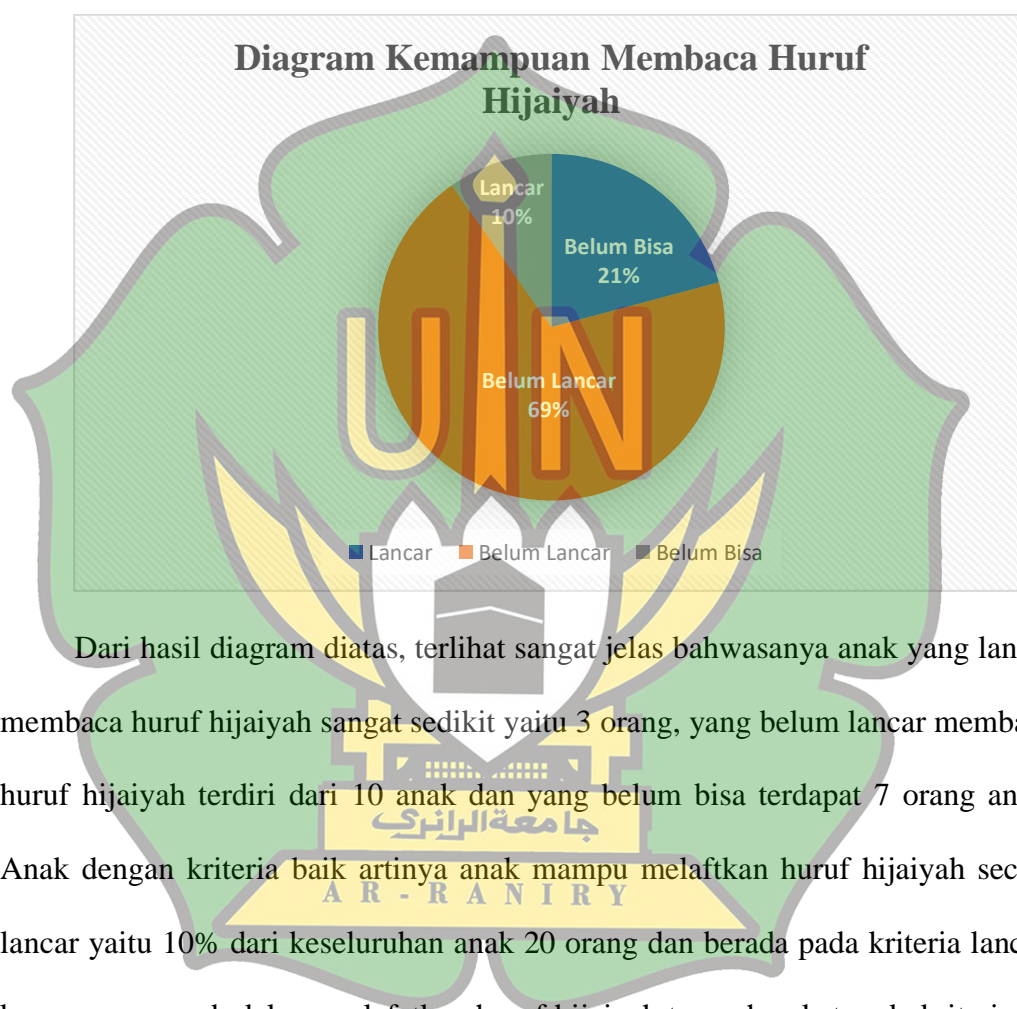 Diagram Kemampuan Membaca Huruf
Hijaiyah
Lancar
10%
Belum Bisa
21%
Belum Lancar
69%
UIN
Lancar Belum Lancar Belum Bisa
Dari hasil diagram diatas, terlihat sangat jelas bahwasanya anak yang lan
membaca huruf hijaiyah sangat sedikit yaitu 3 orang, yang belum lancar memba
huruf hijaiyah terdiri dari 10 anak dan yang belum bisa terdapat 7 orang an
جامعة الرانري
Anak dengan kriteria baik artinya anak mampu melaftkan huruf hijaiyah sec
AR-RANIRY
lancar yaitu 10% dari keseluruhan anak 20 orang dan berada pada kriteria lanc